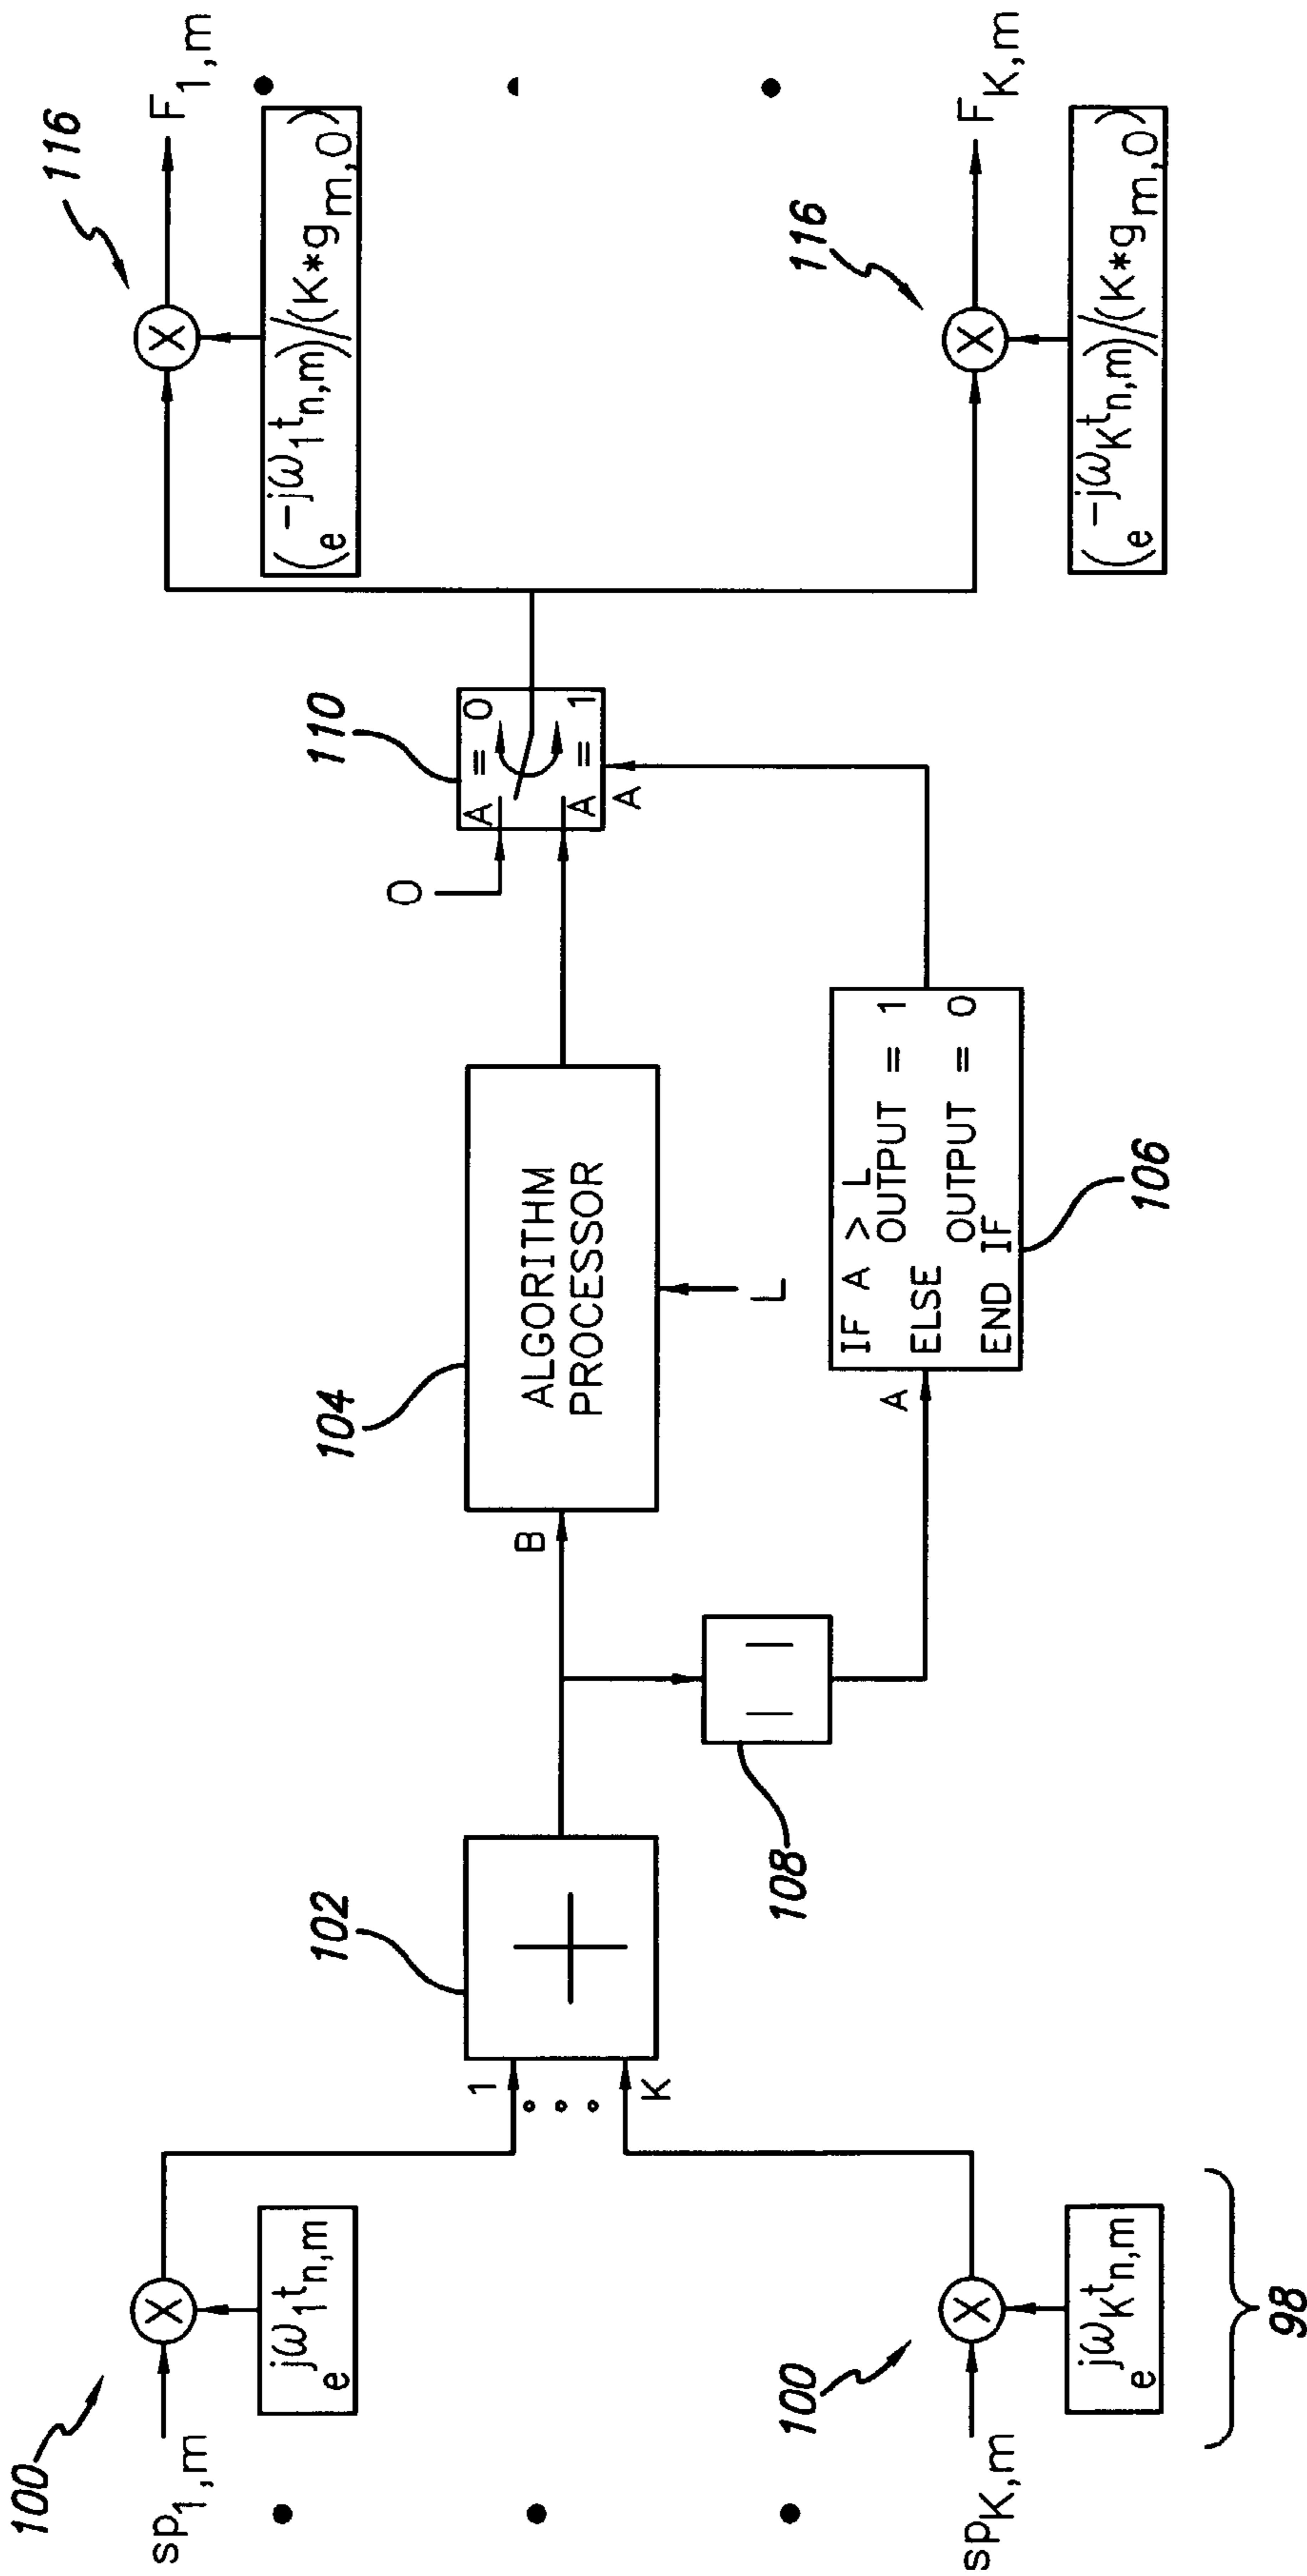 100
sp1,m
e^jω1tn,m
100
spK,m
e^jωKtn,m
98
1
K
102
+
108
| |
B
104
ALGORITHM
PROCESSOR
L
A
IF A > L
OUTPUT = 1
ELSE
OUTPUT = 0
END IF
106
0
110
A = 0
A = 1
A
116
F1,m
(e^-jω1tn,m)/(K*gm,0)
116
FK,m
(e^-jωKtn,m)/(K*gm,0)